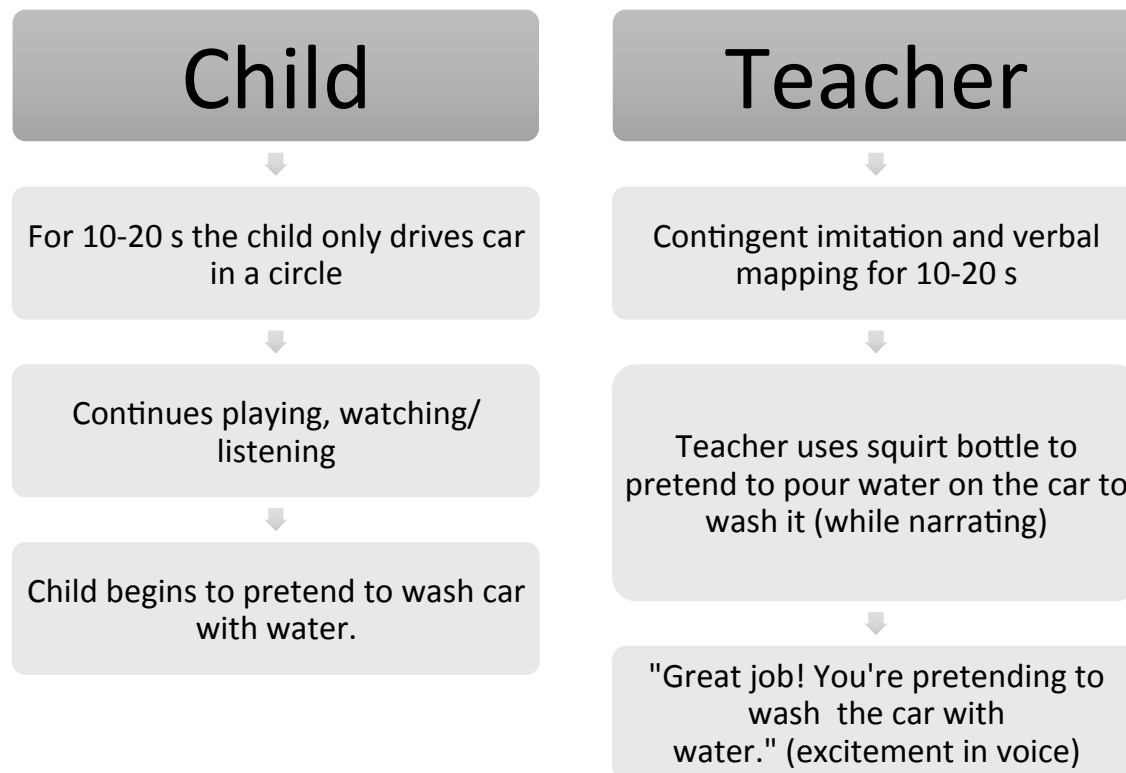 Child
For 10-20 s the child only drives car
in a circle
Continues playing, watching/
listening
Child begins to pretend to wash car
with water.
Teacher
Contingent imitation and verbal
mapping for 10-20 s
Teacher uses squirt bottle to
pretend to pour water on the car to
wash it (while narrating)
"Great job! You're pretending to
wash  the car with
water." (excitement in voice)